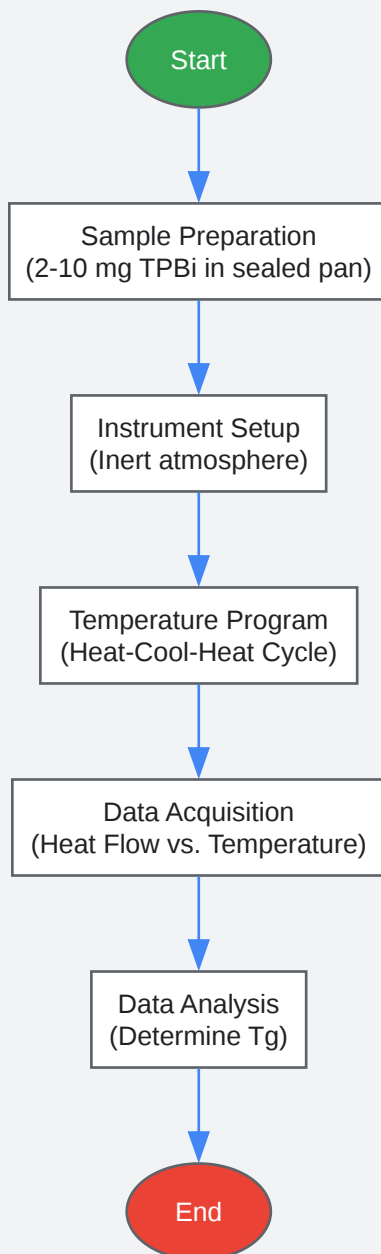 Start
Sample Preparation
(2-10 mg TPBi in sealed pan)
Instrument Setup
(Inert atmosphere)
Temperature Program
(Heat-Cool-Heat Cycle)
Data Acquisition
(Heat Flow vs. Temperature)
Data Analysis
(Determine Tg)
End